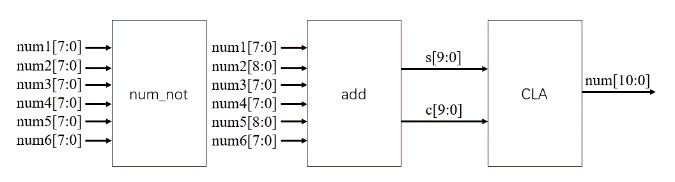 num1[7:0]
num2[7:0]
num3[7:0]
num4[7:0]
num5[7:0]
num6[7:0]
num_not
num1[7:0]
num2[8:0]
num3[7:0]
num4[7:0]
num5[8:0]
num6[7:0]
add
s[9:0]
c[9:0]
CLA
num[10:0]